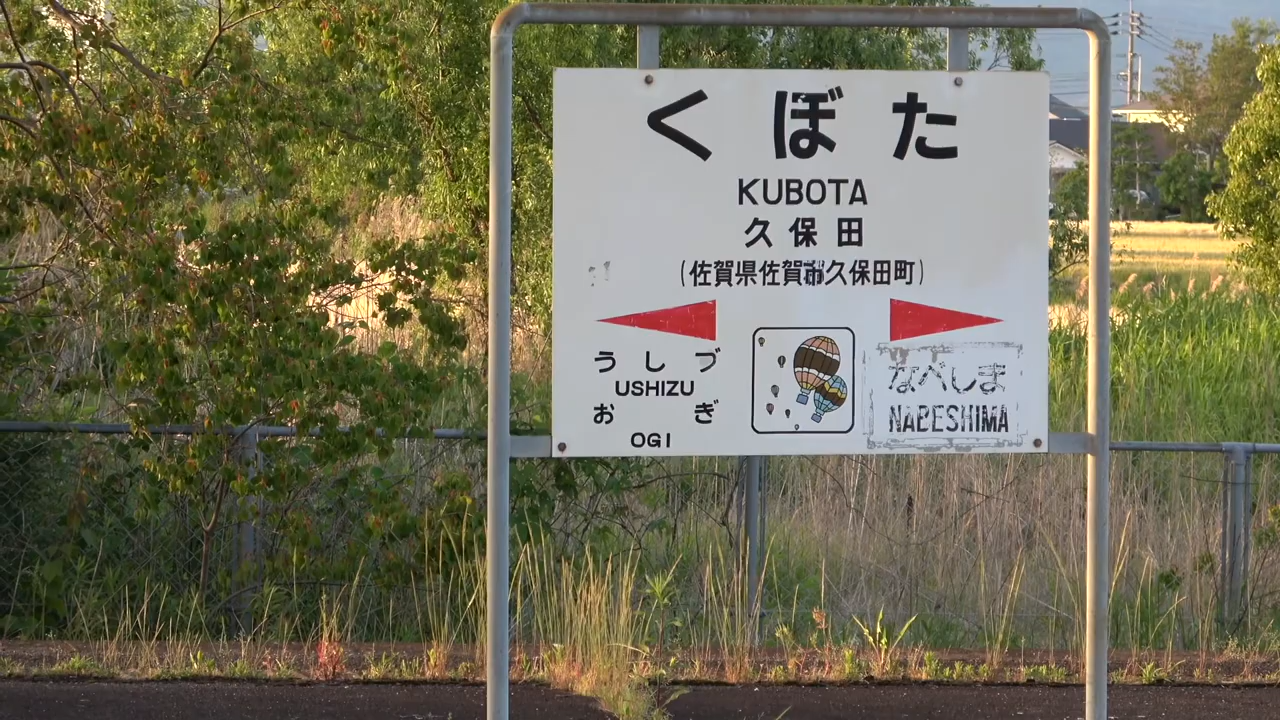 くぼた
KUBOTA
久保田
(佐賀県佐賀市久保田町)
うしづ
USHIZU
おぎ
OGI
なべしま
NABESHIMA